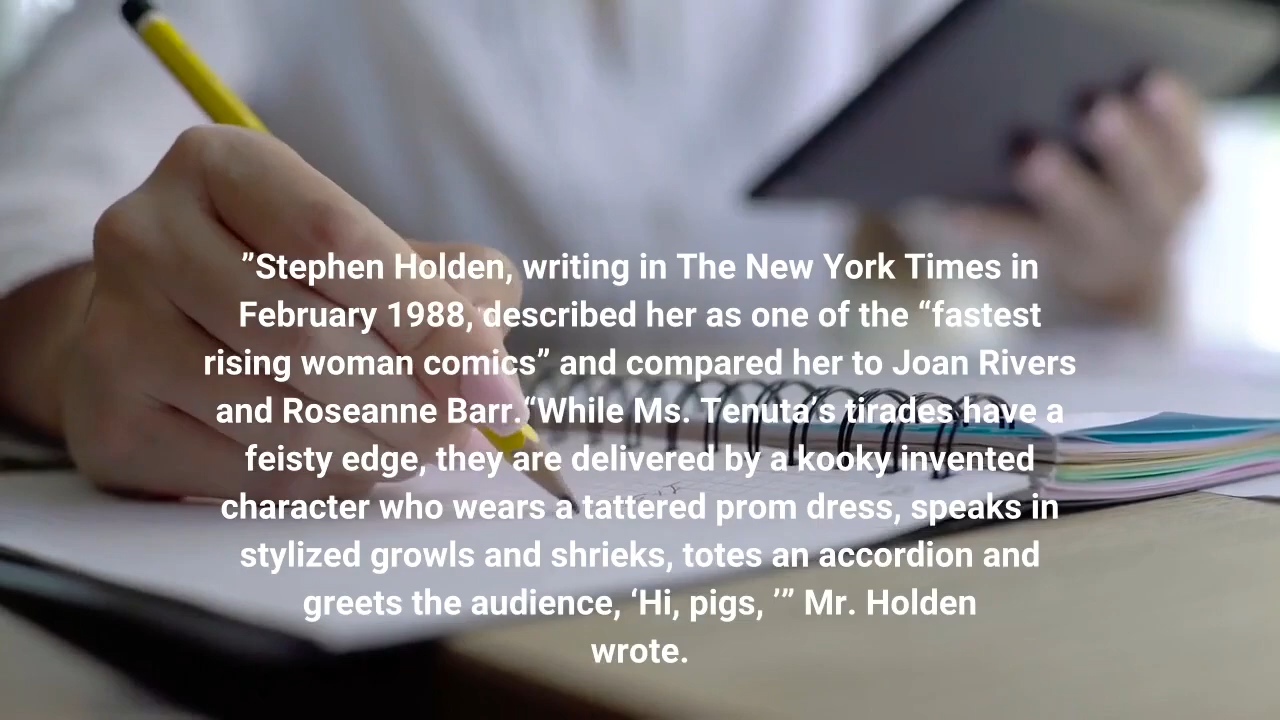 ”Stephen Holden, writing in The New York Times in
February 1988, described her as one of the “fastest
rising woman comics” and compared her to Joan Rivers
and Roseanne Barr.“While Ms. Tenuta’s tirades have a
feisty edge, they are delivered by a kooky invented
character who wears a tattered prom dress, speaks in
stylized growls and shrieks, totes an accordion and
greets the audience, ‘Hi, pigs, ’” Mr. Holden
wrote.